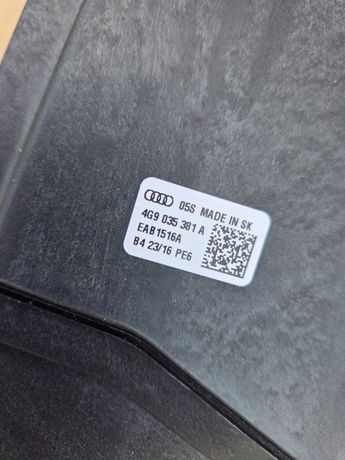 05S MADE IN SK
4G9 035 381 A
EAB1516A
B4 23/16 PE6